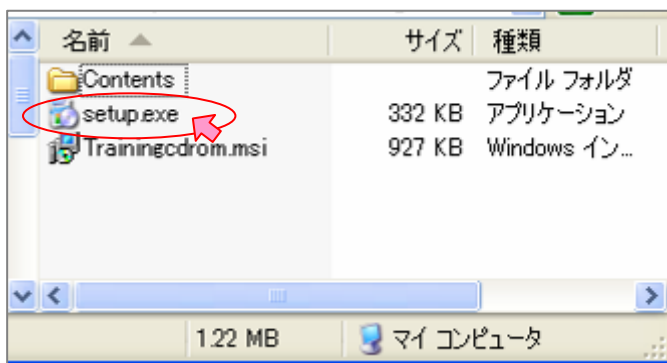 名前 サイズ 種類
Contents ファイル フォルダ
setup.exe 332 KB アプリケーション
Trainingcdrom.msi 927 KB Windows イン...
1.22 MB マイ コンピュータ